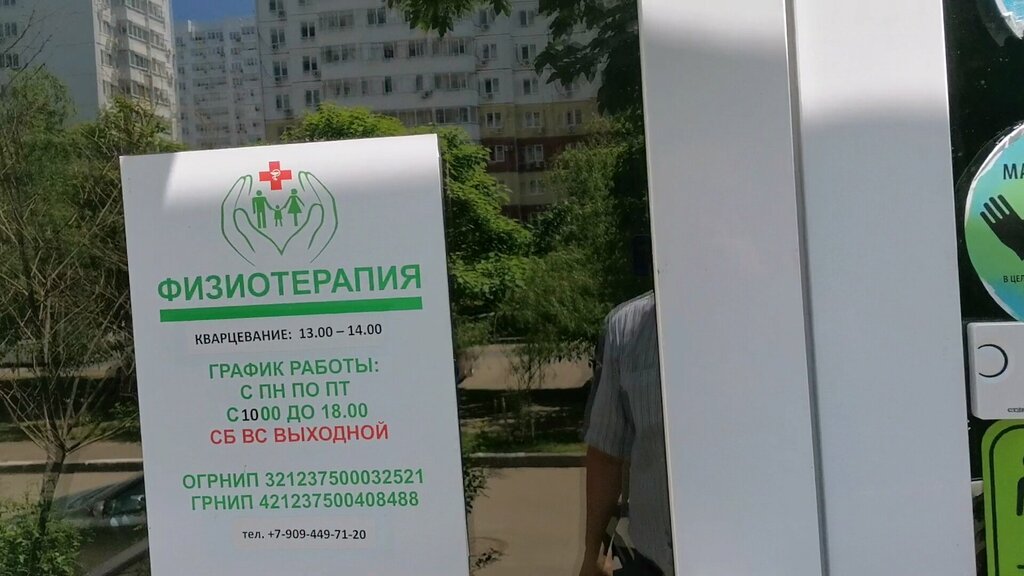 ФИЗИОТЕРАПИЯ
КВАРЦЕВАНИЕ: 13.00 – 14.00
ГРАФИК РАБОТЫ:
С ПН ПО ПТ
С 10 00 ДО 18.00
СБ ВС ВЫХОДНОЙ
ОГРНИП 321237500032521
ГРНИП 421237500408488
тел. +7-909-449-71-20